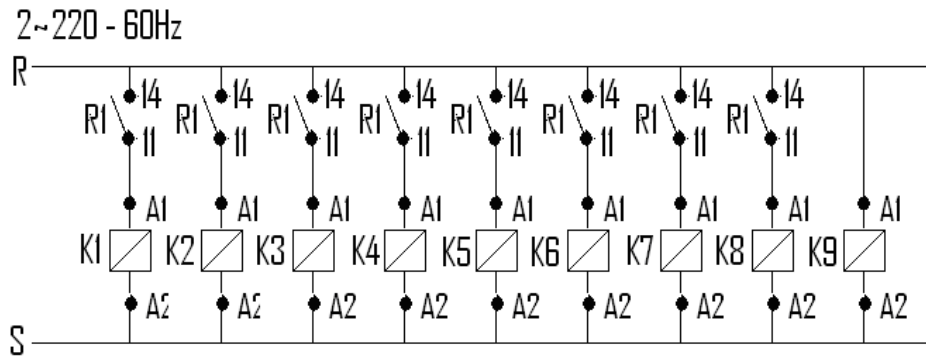 2~220 - 60Hz
R
14 14 14 14 14 14 14 14
R1 R1 R1 R1 R1 R1 R1 R1
11 11 11 11 11 11 11 11
A1 A1 A1 A1 A1 A1 A1 A1 A1
K1 K2 K3 K4 K5 K6 K7 K8 K9
A2 A2 A2 A2 A2 A2 A2 A2 A2
S